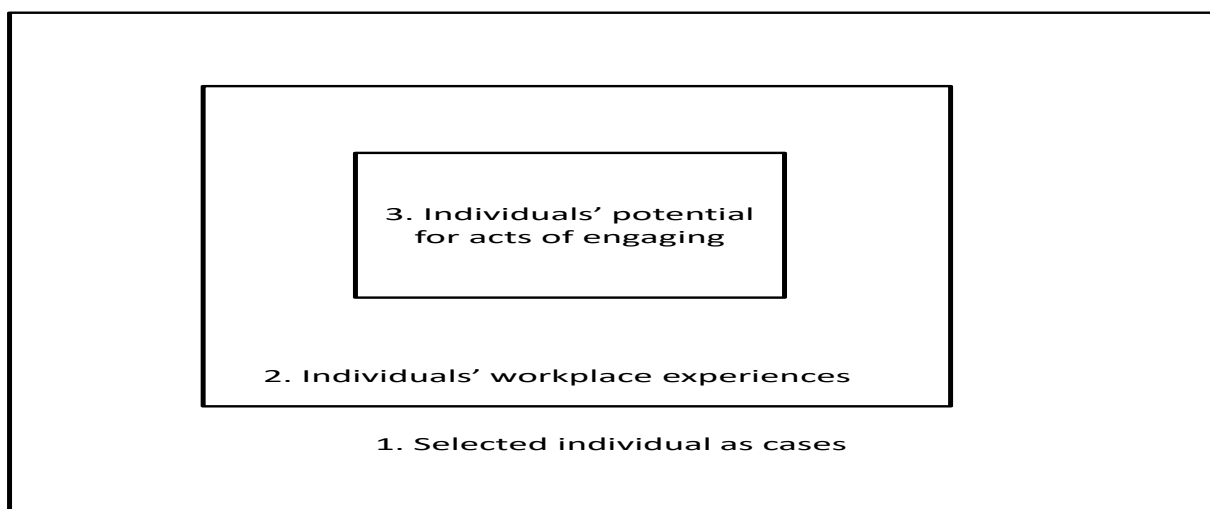 3. Individuals’ potential
for acts of engaging
2. Individuals’ workplace experiences
1. Selected individual as cases